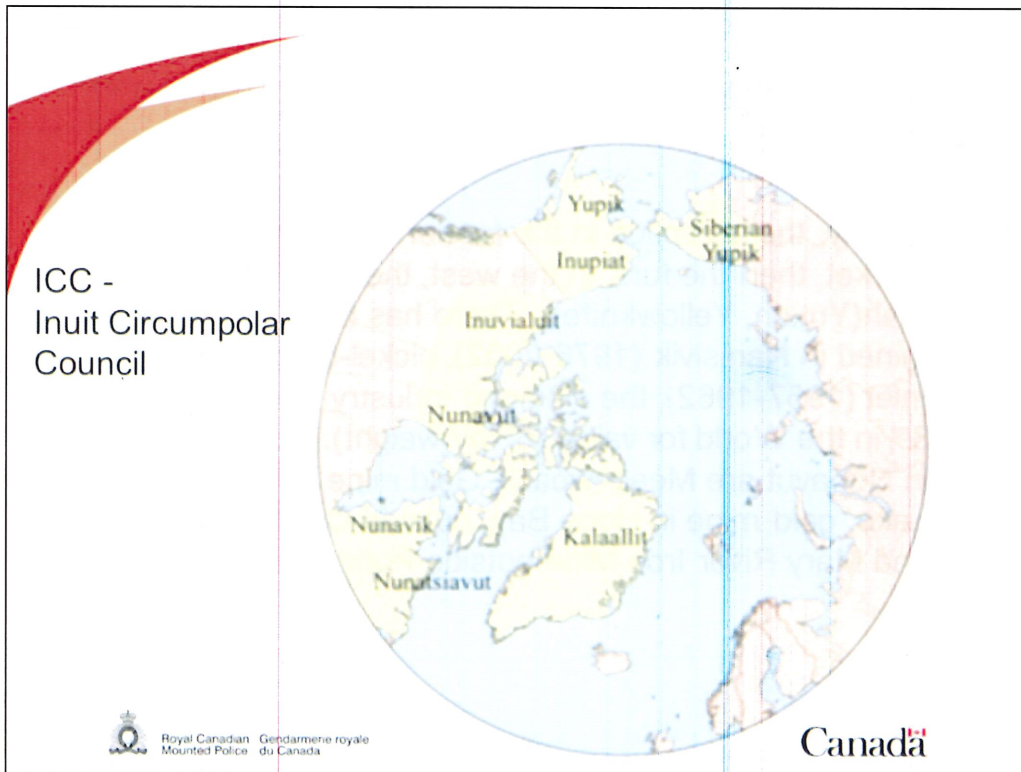 ICC -
Inuit Circumpolar
Council
Yupik
Siberian
Yupik
Inupiat
Inuvialuit
Nunavut
Nunavik
Kalaallit
Nunatsiavut
Royal Canadian Gendarmerie royale
Mounted Police du Canada
Canada